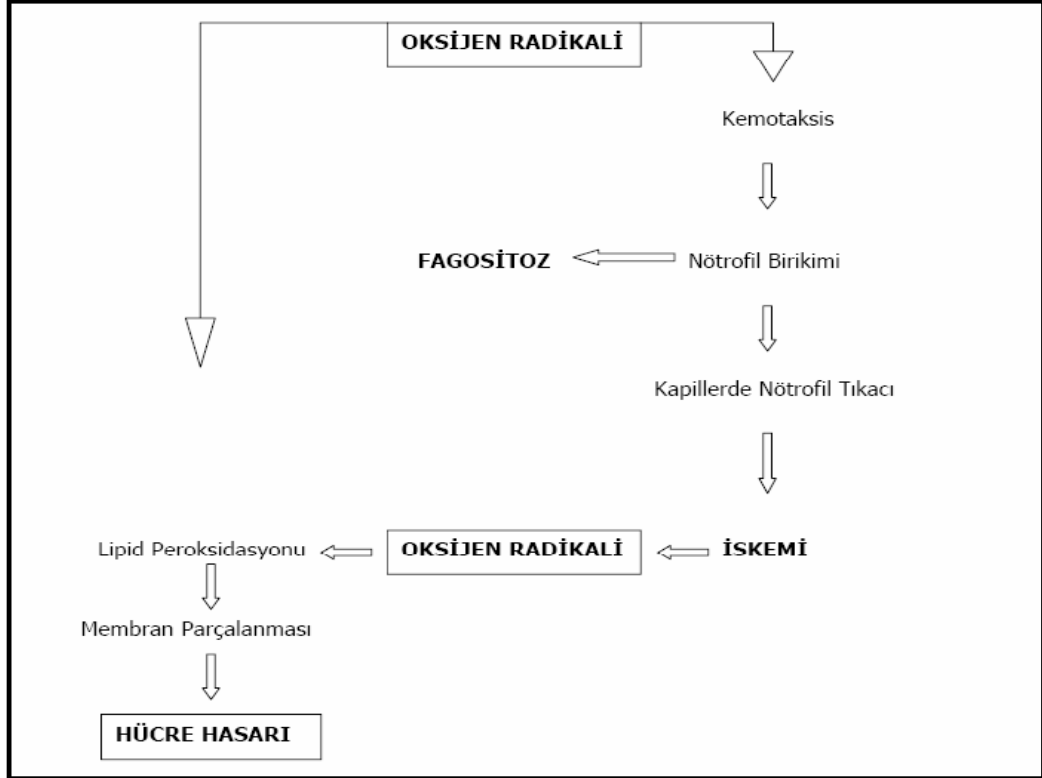 OKSİJEN RADİKALİ
Kemotaksis
FAGOSİTOZ
Nötrofil Birikimi
Kapillerde Nötrofil Tıkacı
Lipid Peroksidasyonu
OKSİJEN RADİKALİ
İSKEMİ
Membran Parçalanması
HÜCRE HASARI